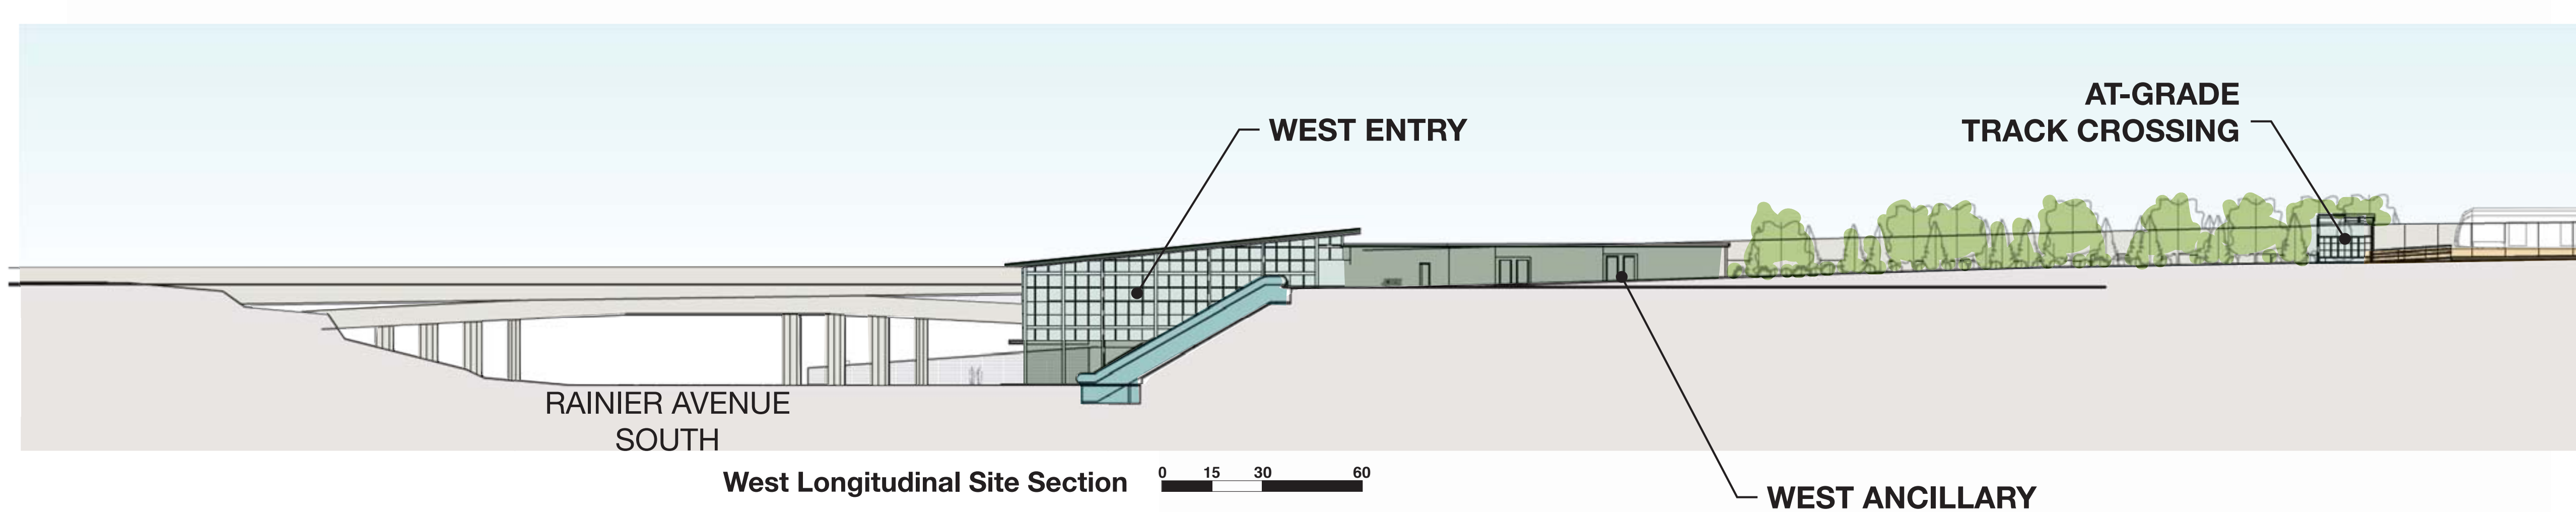 AT-GRADE
TRACK CROSSING
WEST ENTRY
RAINIER AVENUE
SOUTH
West Longitudinal Site Section
0 15 30 60
WEST ANCILLARY